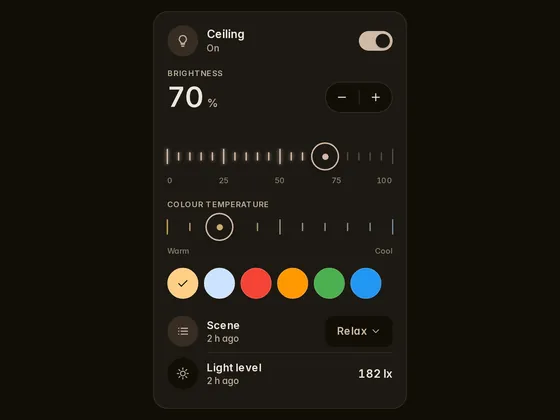 Ceiling
On
BRIGHTNESS
70 %
0 25 50 75 100
COLOUR TEMPERATURE
Warm Cool
Scene
2 h ago
Relax
Light level
2 h ago
182 lx